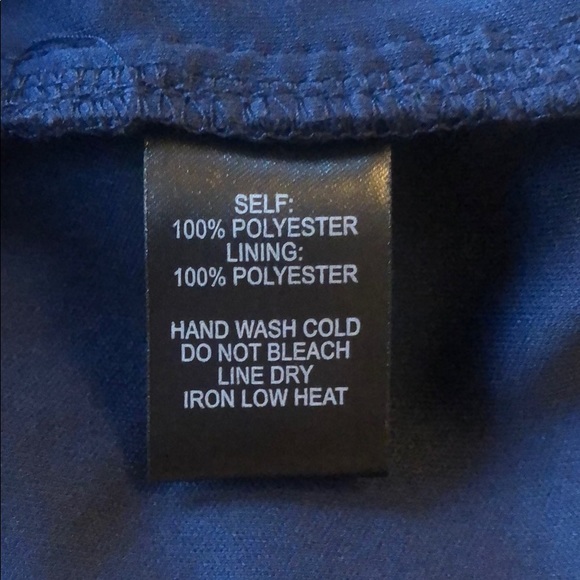 SELF:
100% POLYESTER
LINING:
100% POLYESTER
HAND WASH COLD
DO NOT BLEACH
LINE DRY
IRON LOW HEAT